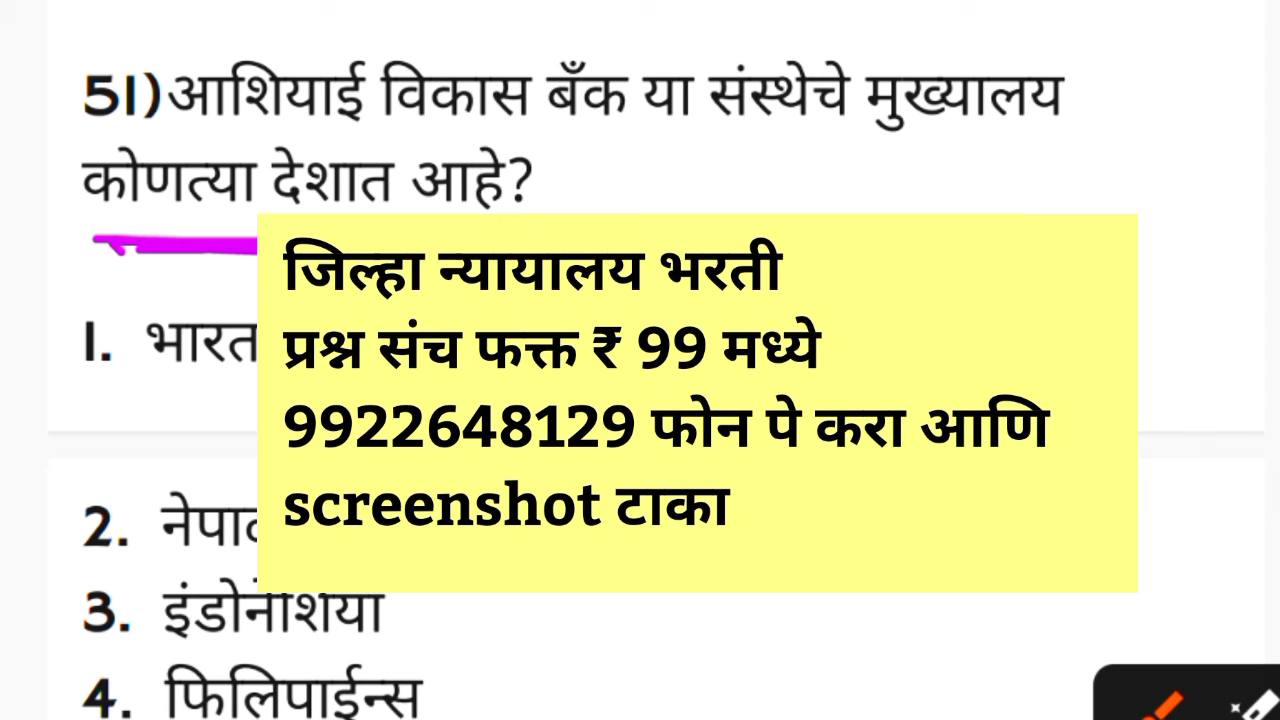 51)आशियाई विकास बँक या संस्थेचे मुख्यालय
कोणत्या देशात आहे?
जिल्हा न्यायालय भरती
प्रश्न संच फक्त ₹ 99 मध्ये
1. भारत
9922648129 फोन पे करा आणि
screenshot टाका
2.
3. इंडोनेशिया
4. फिलिपाईन्स